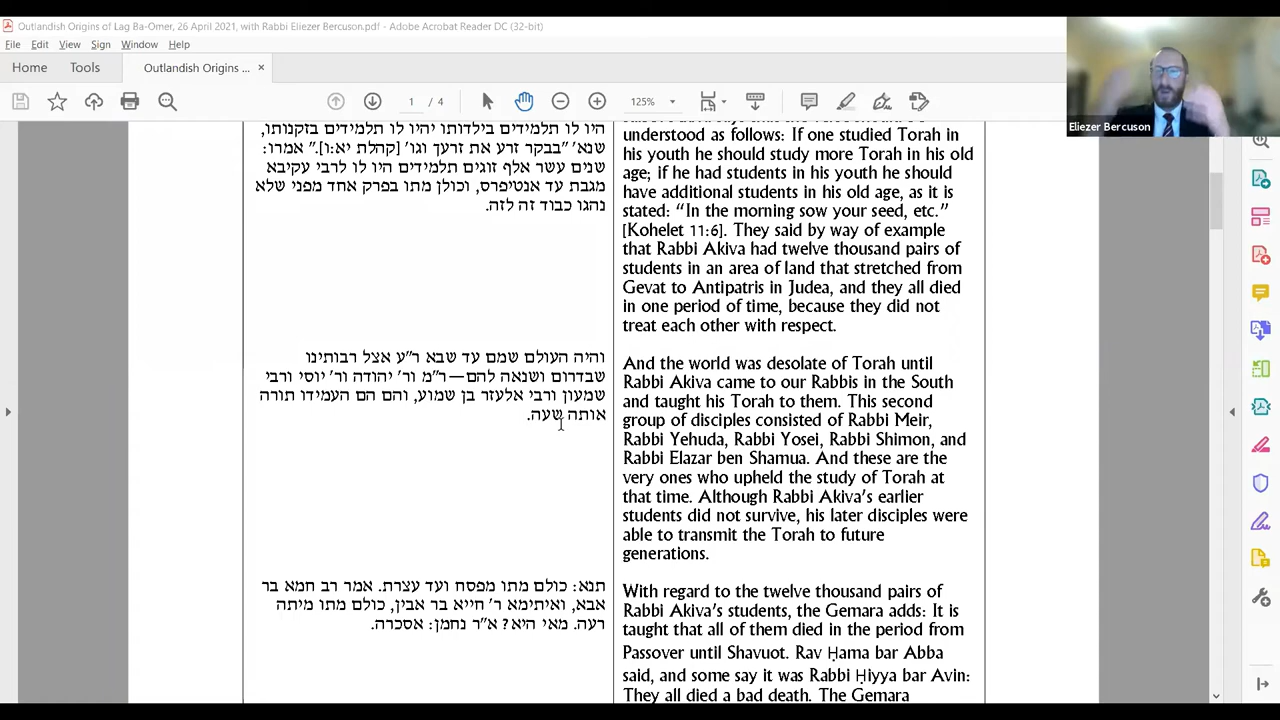 Outlandish Origins of Lag Ba-Omer, 26 April 2021, with Rabbi Eliezer Bercuson.pdf - Adobe Acrobat Reader DC (32-bit)
File Edit View Sign Window Help
Home Tools Outlandish Origins ... ×
1 / 4 125%
Eliezer Bercuson
היו לו תלמידים בילדותו יהיו לו תלמידים בזקנותו,
שנא' "בבקר זרע את זרעך וגו' [קהלת יא:ו]." אמרו:
שנים עשר אלף זוגים תלמידים היו לו לרבי עקיבא
מגבת עד אנטיפרס, וכולן מתו בפרק אחד מפני שלא
נהגו כבוד זה לזה.
understood as follows: If one studied Torah in
his youth he should study more Torah in his old
age; if he had students in his youth he should
have additional students in his old age, as it is
stated: “In the morning sow your seed, etc.”
[Kohelet 11:6]. They said by way of example
that Rabbi Akiva had twelve thousand pairs of
students in an area of land that stretched from
Gevat to Antipatris in Judea, and they all died
in one period of time, because they did not
treat each other with respect.
והיה העולם שמם עד שבא ר"ע אצל רבותינו
שבדרום ושנאה להם—ר"מ ור' יהודה ור' יוסי ורבי
שמעון ורבי אלעזר בן שמוע, והם הם העמידו תורה
אותה שעה.
And the world was desolate of Torah until
Rabbi Akiva came to our Rabbis in the South
and taught his Torah to them. This second
group of disciples consisted of Rabbi Meir,
Rabbi Yehuda, Rabbi Yosei, Rabbi Shimon, and
Rabbi Elazar ben Shamua. And these are the
very ones who upheld the study of Torah at
that time. Although Rabbi Akiva’s earlier
students did not survive, his later disciples were
able to transmit the Torah to future
generations.
תנא: כולם מתו מפסח ועד עצרת. אמר רב חמא בר
אבא, ואיתימא ר' חייא בר אבין, כולם מתו מיתה
רעה. מאי היא? א"ר נחמן: אסכרה.
With regard to the twelve thousand pairs of
Rabbi Akiva’s students, the Gemara adds: It is
taught that all of them died in the period from
Passover until Shavuot. Rav Ḥama bar Abba
said, and some say it was Rabbi Ḥiyya bar Avin:
They all died a bad death. The Gemara